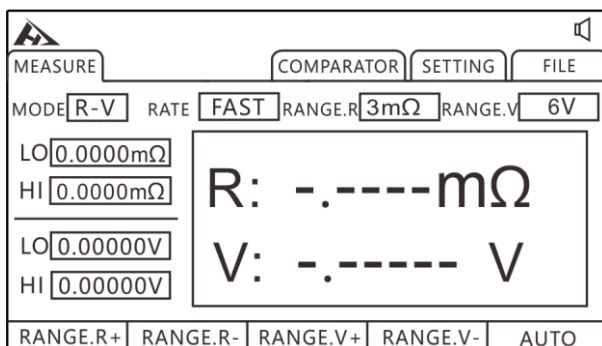 MEASURE COMPARATOR SETTING FILE
MODE R-V RATE FAST RANGE.R 3mΩ RANGE.V 6V
LO 0.0000mΩ
HI 0.0000mΩ
R: -.----mΩ
LO 0.00000V
HI 0.00000V
V: -.----- V
RANGE.R+ RANGE.R- RANGE.V+ RANGE.V- AUTO